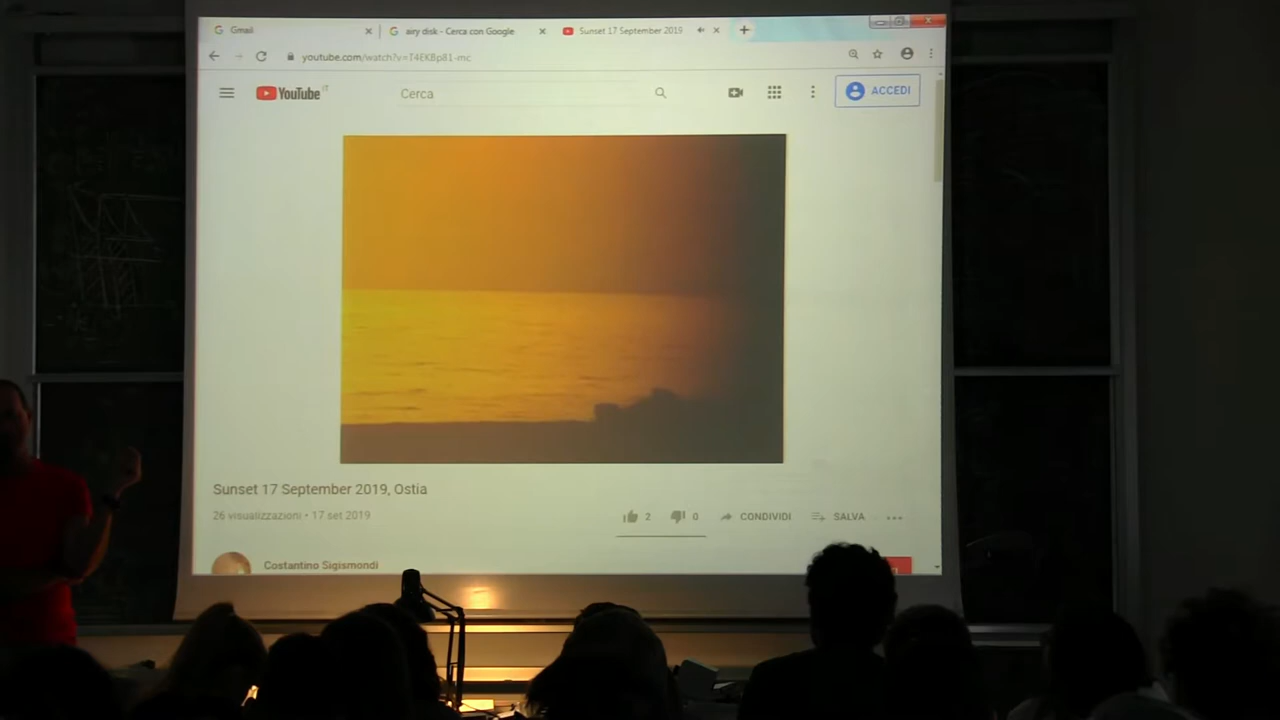 Gmail
airy disk - Cerca con Google
Sunset 17 September 2019
youtube.com/watch?v=T4EKBp81-mc
YouTube IT
Cerca
ACCEDI
Sunset 17 September 2019, Ostia
26 visualizzazioni • 17 set 2019
2
0
CONDIVIDI
SALVA
Costantino Sigismondi